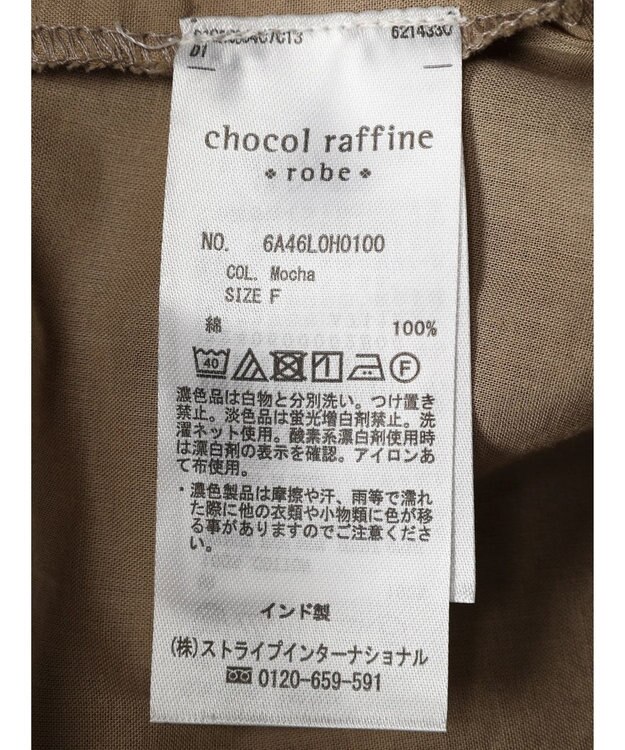 6214330
chocol raffine
robe
NO. 6A46L0H0100
COL. Mocha
SIZE F
綿 100%
40 F
濃色品は白物と分別洗い。つけ置き
禁止。淡色品は蛍光増白剤禁止。洗
濯ネット使用。酸素系漂白剤使用時
は漂白剤の表示を確認。アイロンあ
て布使用。
・濃色製品は摩擦や汗、雨等で濡れ
た際に他の衣類や小物類に色が移
る事がありますのでご注意くださ
い。
インド製
(株)ストライプインターナショナル
0120-659-591